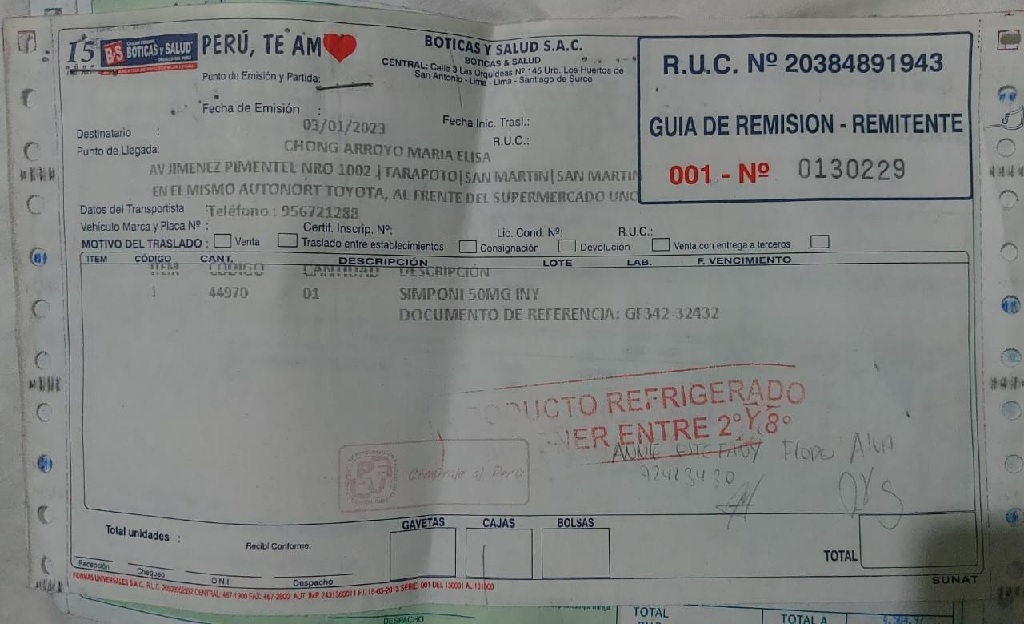 15 B·S BOTICAS y SALUD PERÚ, TE AM
BOTICAS Y SALUD S.A.C.
BOTICAS & SALUD
CENTRAL: Calle 3 Las Orquídeas Nº 145 Urb. Los Huertos de
San Antonio - Lima - Lima - Santiago de Surco
R.U.C. Nº 20384891943
GUIA DE REMISION - REMITENTE
001 - Nº 0130229
Punto de Emisión y Partida:
Fecha de Emisión :
03/01/2023
Fecha Inic. Trasl.:
Destinatario :
CHONG ARROYO MARIA ELISA
R.U.C.:
Punto de Llegada:
AV JIMENEZ PIMENTEL NRO 1002 | TARAPOTO|SAN MARTIN|SAN MARTIN
EN EL MISMO AUTONORT TOYOTA, AL FRENTE DEL SUPERMERCADO UNO
Datos del Transportista
Teléfono : 956721288
Vehículo Marca y Placa Nº :
Certif. Inscrip. Nº:
Lic. Cond. Nº
R.U.C.:
MOTIVO DEL TRASLADO : Venta Traslado entre establecimientos Consignación Devolución Venta con entrega a terceros
ITEM CÓDIGO CANT. DESCRIPCIÓN LOTE LAB. F. VENCIMIENTO
ITEM CODIGO CANTIDAD DESCRIPCIÓN
1 44970 01 SIMPONI 50MG INY
DOCUMENTO DE REFERENCIA: GF342-32432
ODUCTO REFRIGERADO
NER ENTRE 2° Y 8°
Total unidades :
Recibí Conforme:
GAVETAS CAJAS BOLSAS
TOTAL
Recepción Chequeo D.N.I. Despacho
SUNAT
DESPACHO
TOTAL
TOTAL A